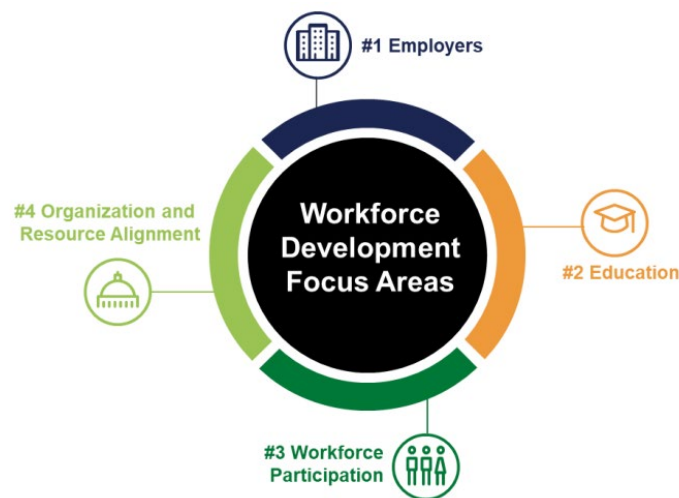 #1 Employers
Workforce
Development
Focus Areas
#2 Education
#3 Workforce
Participation
#4 Organization and
Resource Alignment